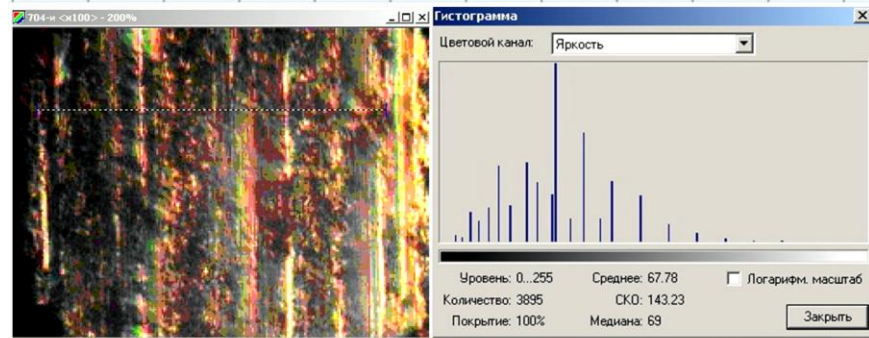 704-и <x100> - 200%
Гистограмма
Цветовой канал: Яркость
Уровень: 0...255 Среднее: 67.78 Логарифм. масштаб
Количество: 3895 СКО: 143.23
Покрытие: 100% Медиана: 69 Закрыть